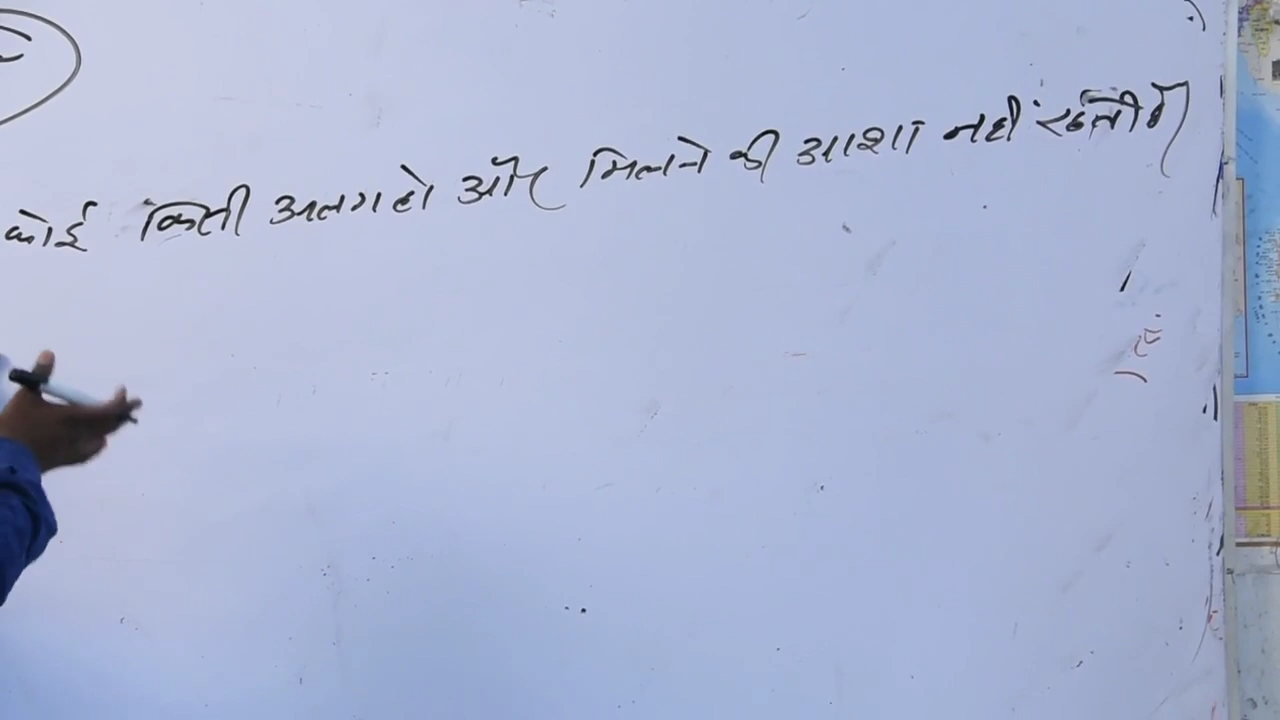 कोई किसी अलग हो और मिलने की आशा नहीं रखती है